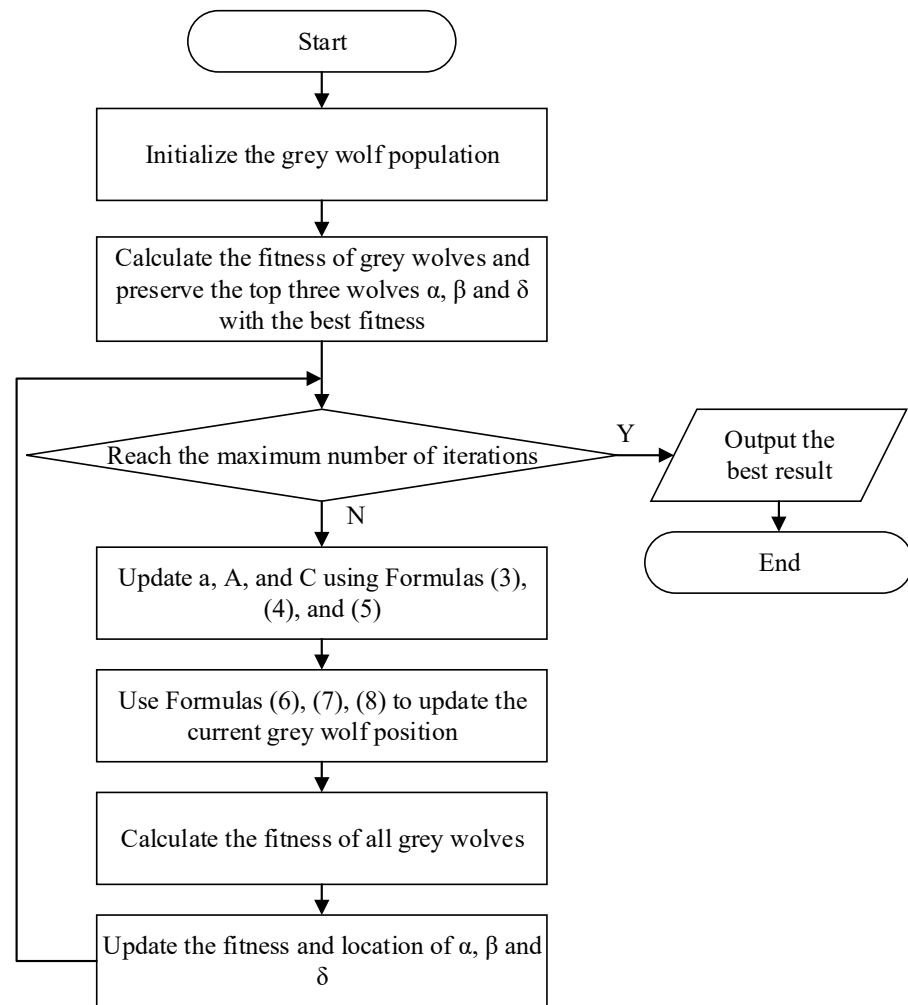 Start
Initialize the grey wolf population
Calculate the fitness of grey wolves and
preserve the top three wolves α, β and δ
with the best fitness
Reach the maximum number of iterations
Y
Output the
best result
N
End
Update a, A, and C using Formulas (3),
(4), and (5)
Use Formulas (6), (7), (8) to update the
current grey wolf position
Calculate the fitness of all grey wolves
Update the fitness and location of α, β and
δ